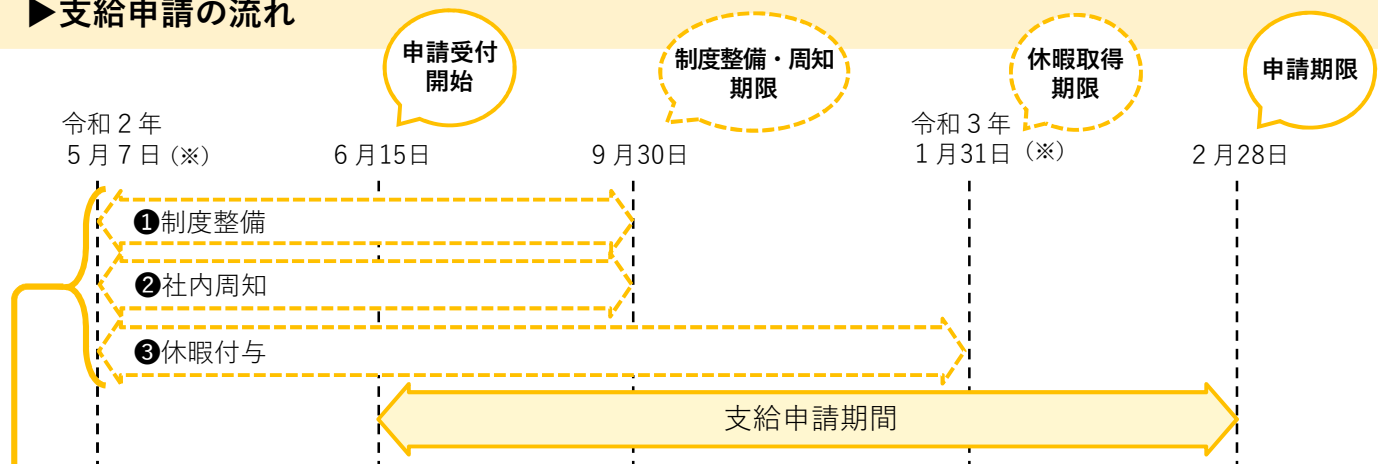 ▶支給申請の流れ
申請受付
開始
制度整備・周知
期限
休暇取得
期限
申請期限
令和2年
5月7日(※)
6月15日
9月30日
令和3年
1月31日(※)
2月28日
❶制度整備
❷社内周知
❸休暇付与
支給申請期間